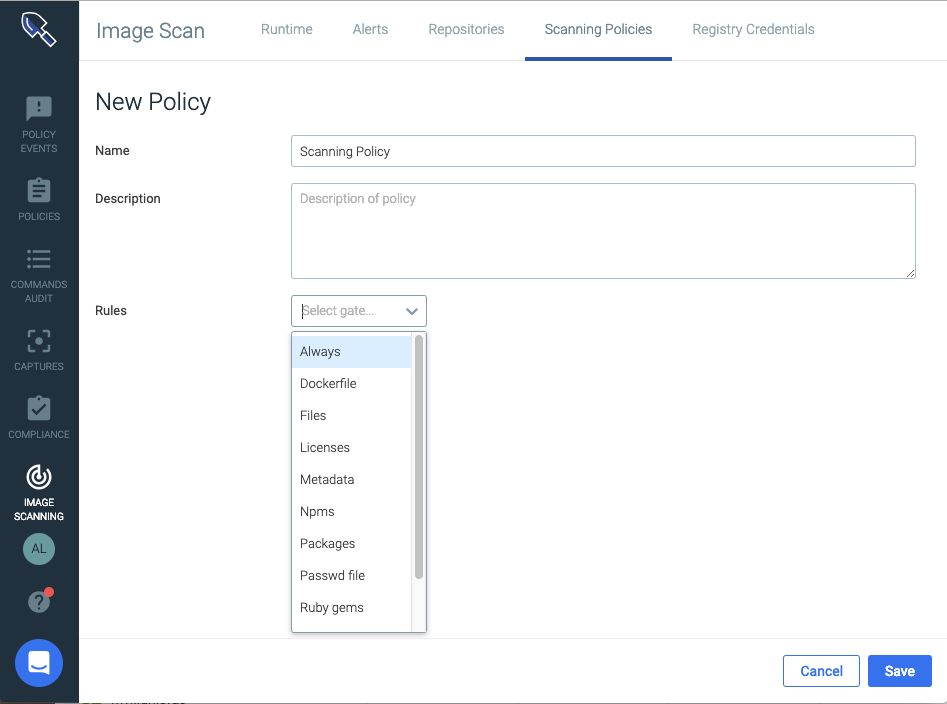 Image Scan
Runtime
Alerts
Repositories
Scanning Policies
Registry Credentials
POLICY
EVENTS
POLICIES
COMMANDS
AUDIT
CAPTURES
COMPLIANCE
IMAGE
SCANNING
AL
?
New Policy
Name
Scanning Policy
Description
Description of policy
Rules
Select gate...
Always
Dockerfile
Files
Licenses
Metadata
Npms
Packages
Passwd file
Ruby gems
Cancel
Save